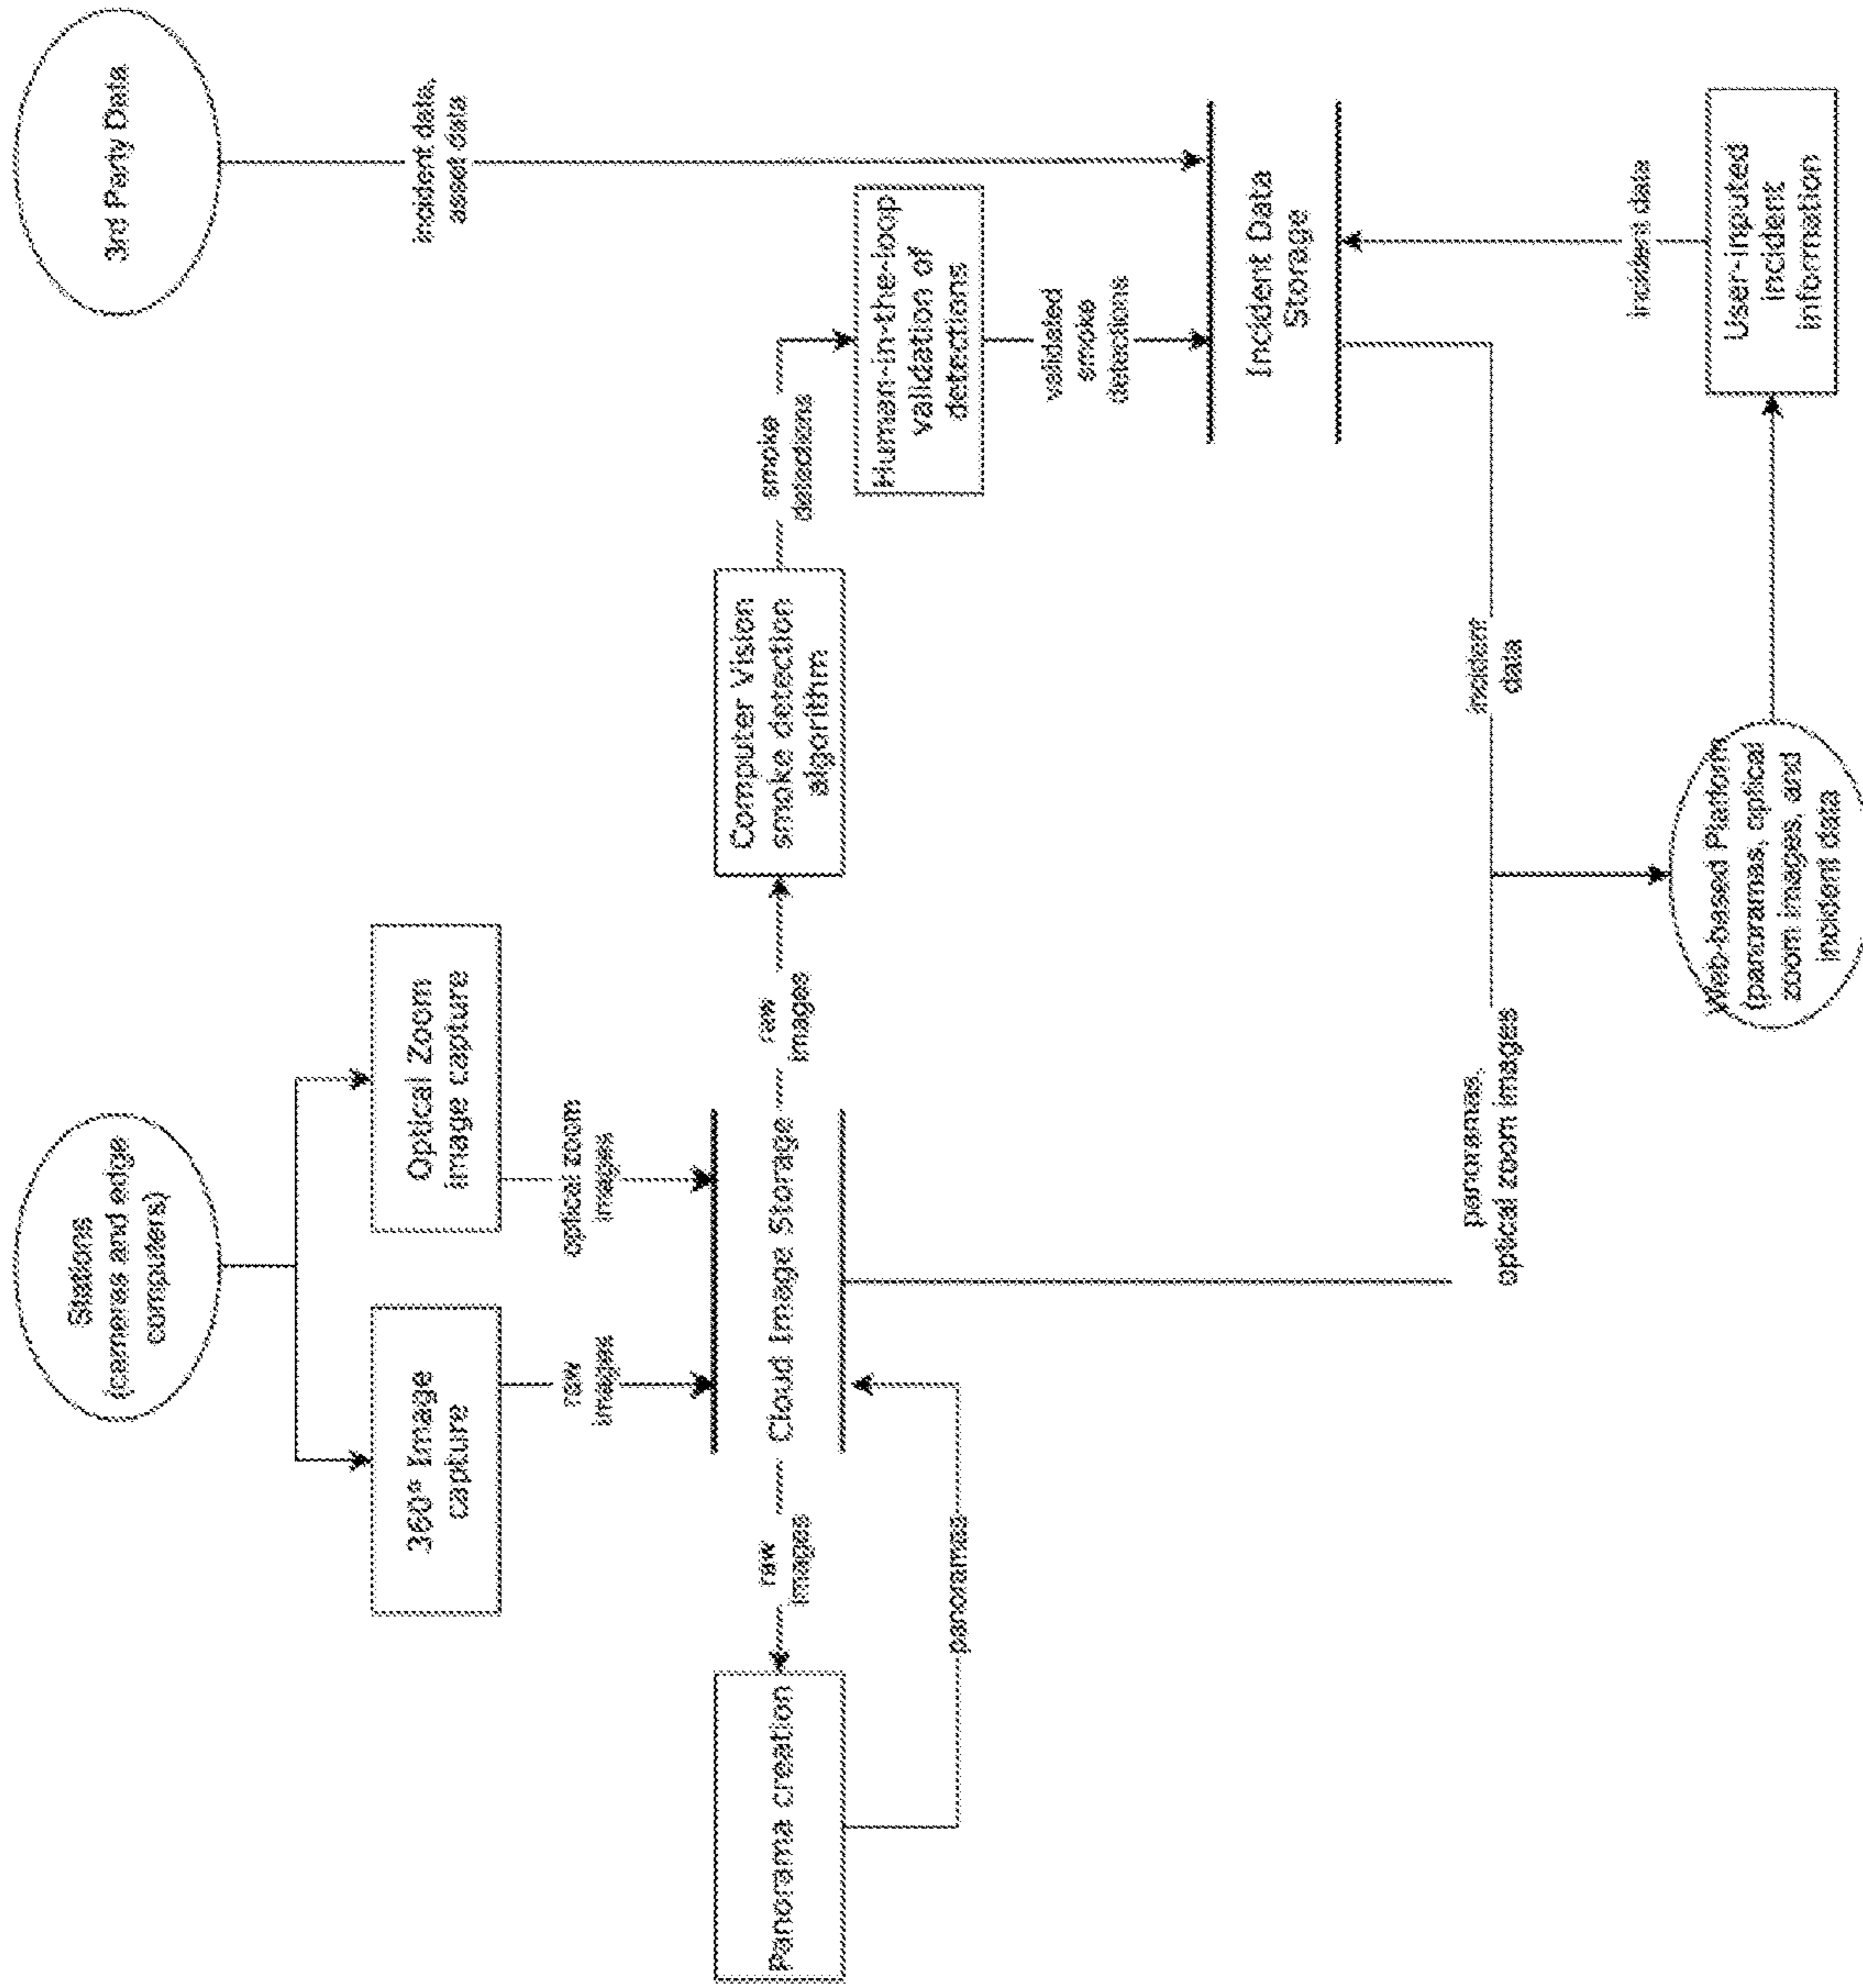 Stations
(cameras and edge
computers)
3rd Party Data
360° Image
capture
Optical Zoom
image capture
incident data,
asset data
raw
images
optical zoom
images
Panorama creation
raw
images
Cloud Image Storage
raw
images
Computer Vision
smoke detection
algorithm
smoke
detections
Human-in-the-loop
validation of
detections
panoramas
validated
smoke
detections
Incident Data
Storage
panoramas,
optical zoom images
incident
data
incident data
Web-based Platform
(panoramas, optical
zoom images, and
incident data
User-inputed
incident
information